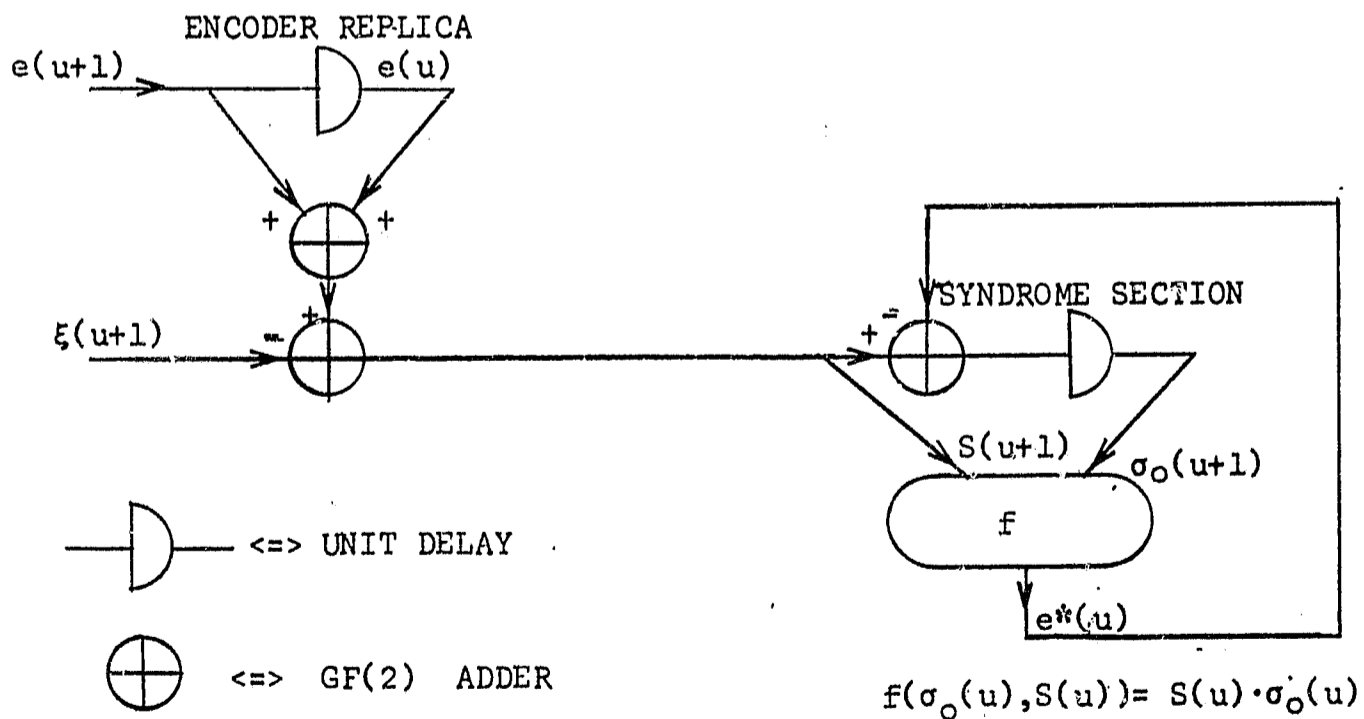 ENCODER REPLICA
e(u+1)
e(u)
+ +
ξ(u+1)
- +
SYNDROME SECTION
+ =
S(u+1)
σ₀(u+1)
f
e*(u)
<=> UNIT DELAY
<=> GF(2) ADDER
f(σ₀(u),S(u))= S(u)·σ₀(u)